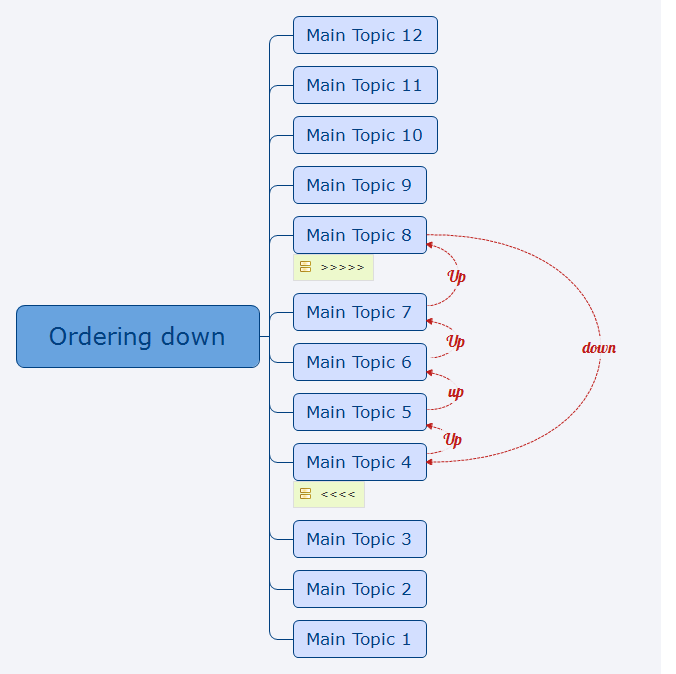 Main Topic 12
Main Topic 11
Main Topic 10
Main Topic 9
Main Topic 8
>>>>>
Up
Main Topic 7
Ordering down
Up
down
Main Topic 6
up
Main Topic 5
Up
Main Topic 4
<<<<
Main Topic 3
Main Topic 2
Main Topic 1